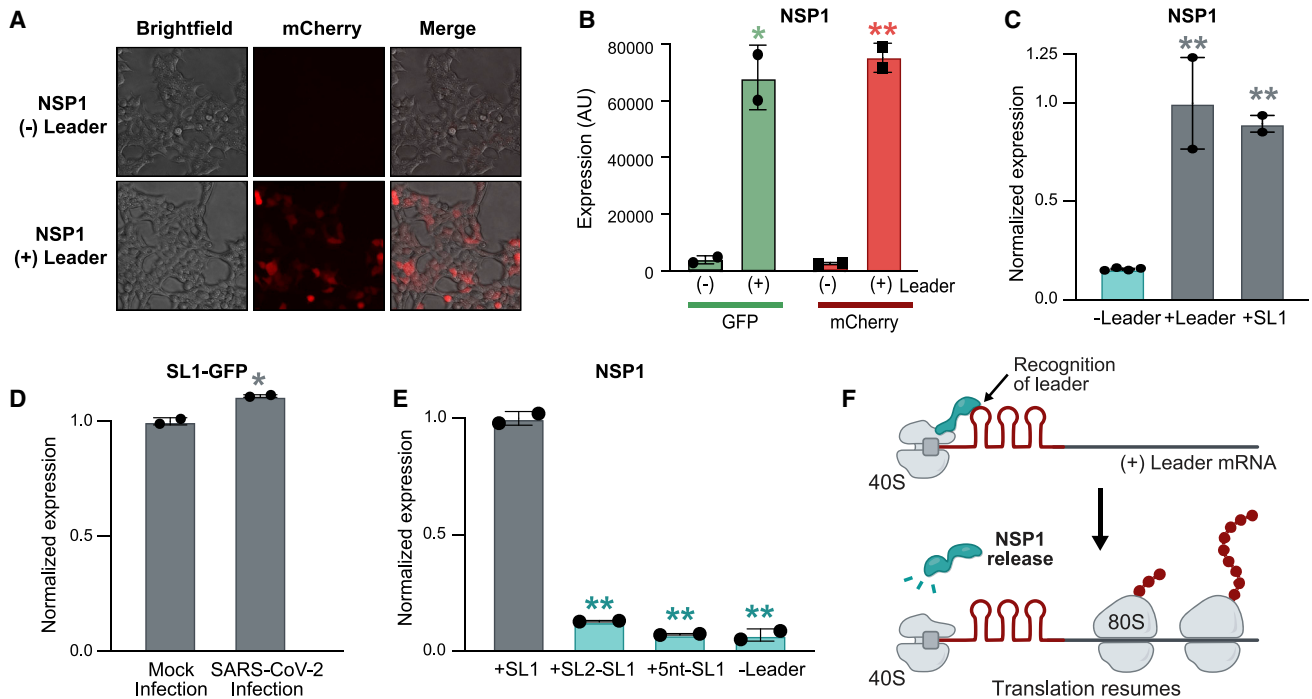 A
Brightfield
mCherry
Merge
NSP1
(-) Leader
NSP1
(+) Leader
B
NSP1
Expression (AU)
80000
60000
40000
20000
0
*
**
(-)
(+)
(-)
(+) Leader
GFP
mCherry
C
NSP1
Normalized expression
1.25
1.0
0.5
0.0
**
**
-Leader
+Leader
+SL1
D
SL1-GFP
Normalized expression
1.0
0.5
0.0
*
Mock
Infection
SARS-CoV-2
Infection
E
NSP1
Normalized expression
1.0
0.5
0.0
**
**
**
+SL1
+SL2-SL1
+5nt-SL1
-Leader
F
Recognition
of leader
40S
(+) Leader mRNA
NSP1
release
80S
40S
Translation resumes